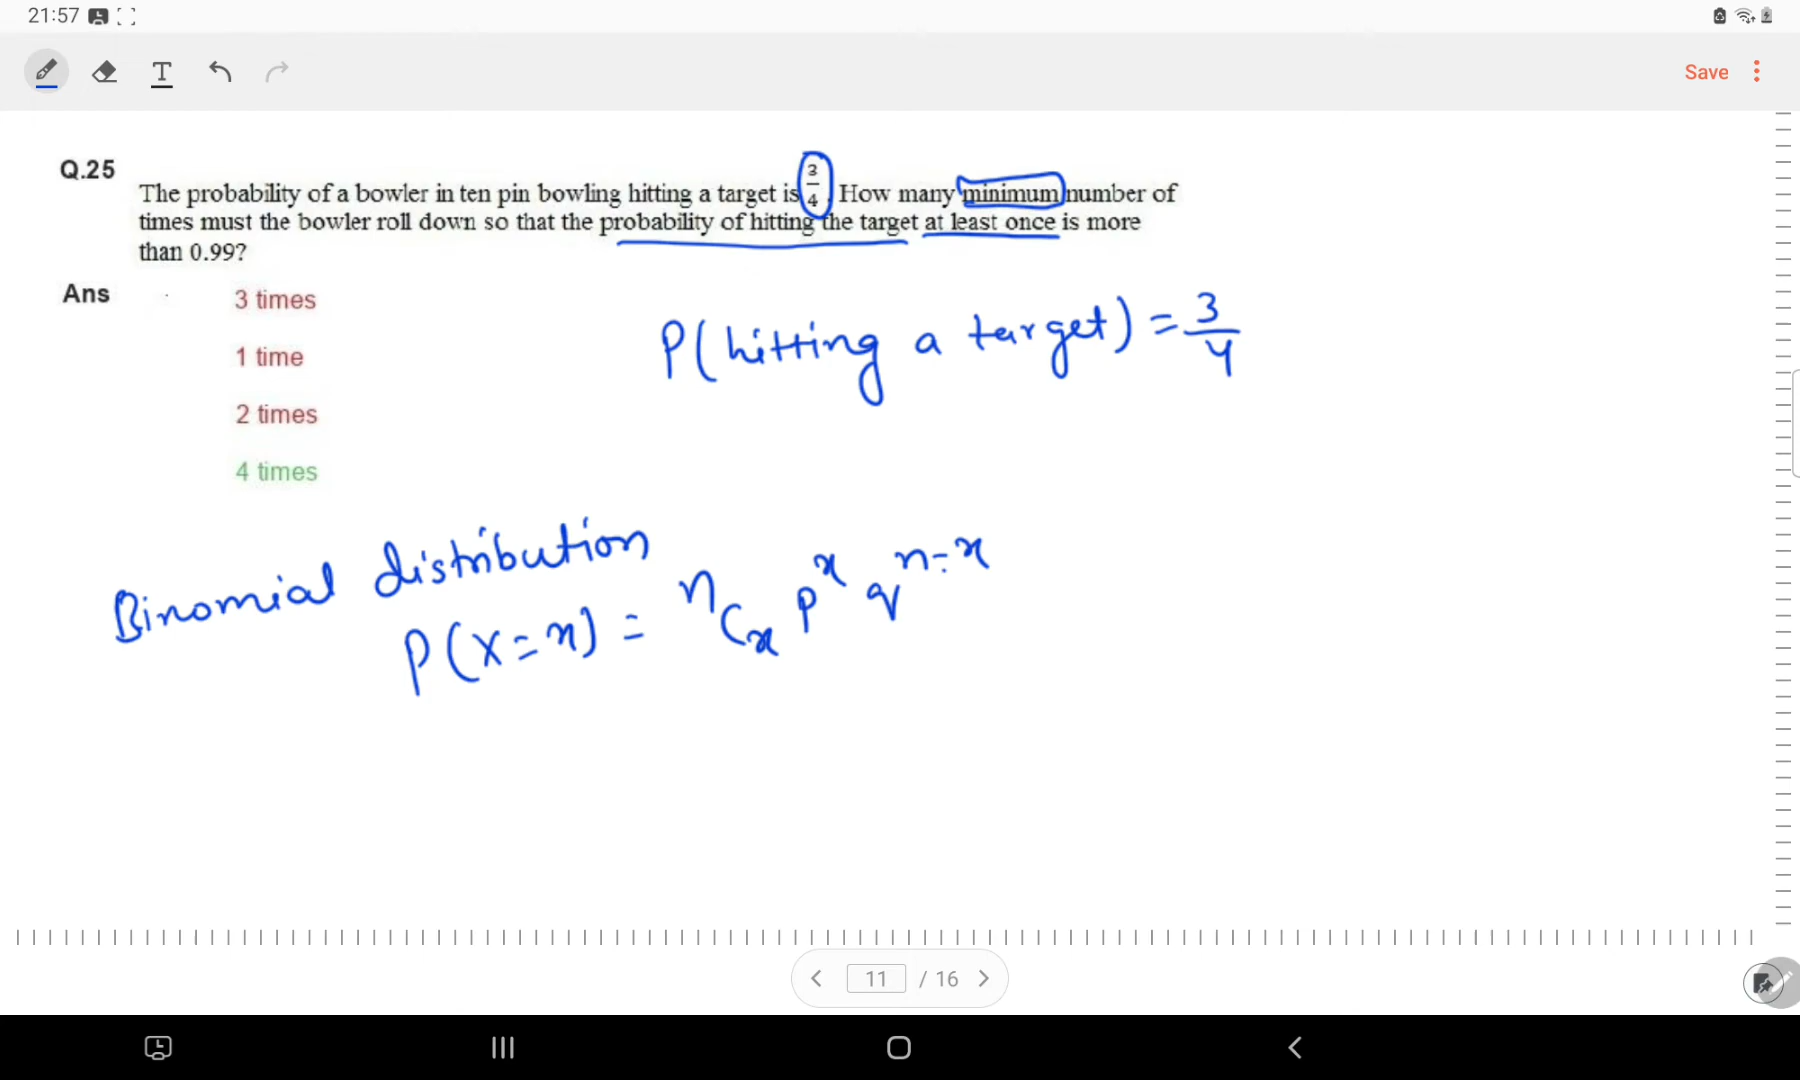 21:57
Save
Q.25
The probability of a bowler in ten pin bowling hitting a target is 3/4. How many minimum number of
times must the bowler roll down so that the probability of hitting the target at least once is more
than 0.99?
Ans
3 times
1 time
2 times
4 times
P(hitting a target) = 3/4
Binomial distribution
P(X=x) = ⁿCₓ pˣ qⁿ⁻ˣ
11 / 16